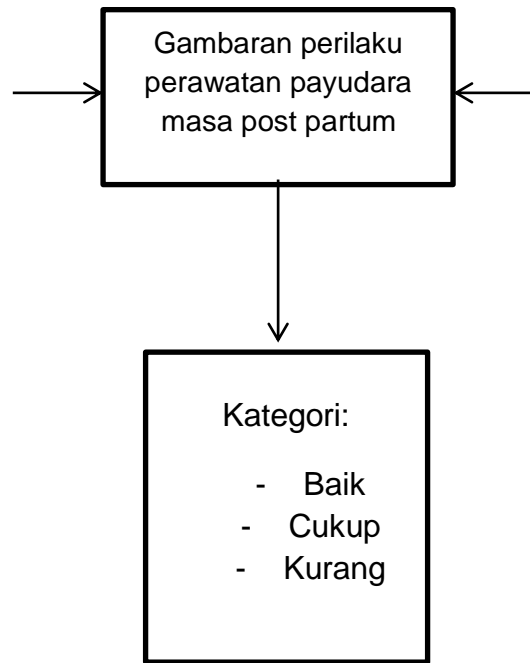 Gambaran perilaku
perawatan payudara
masa post partum
Kategori:
- Baik
- Cukup
- Kurang